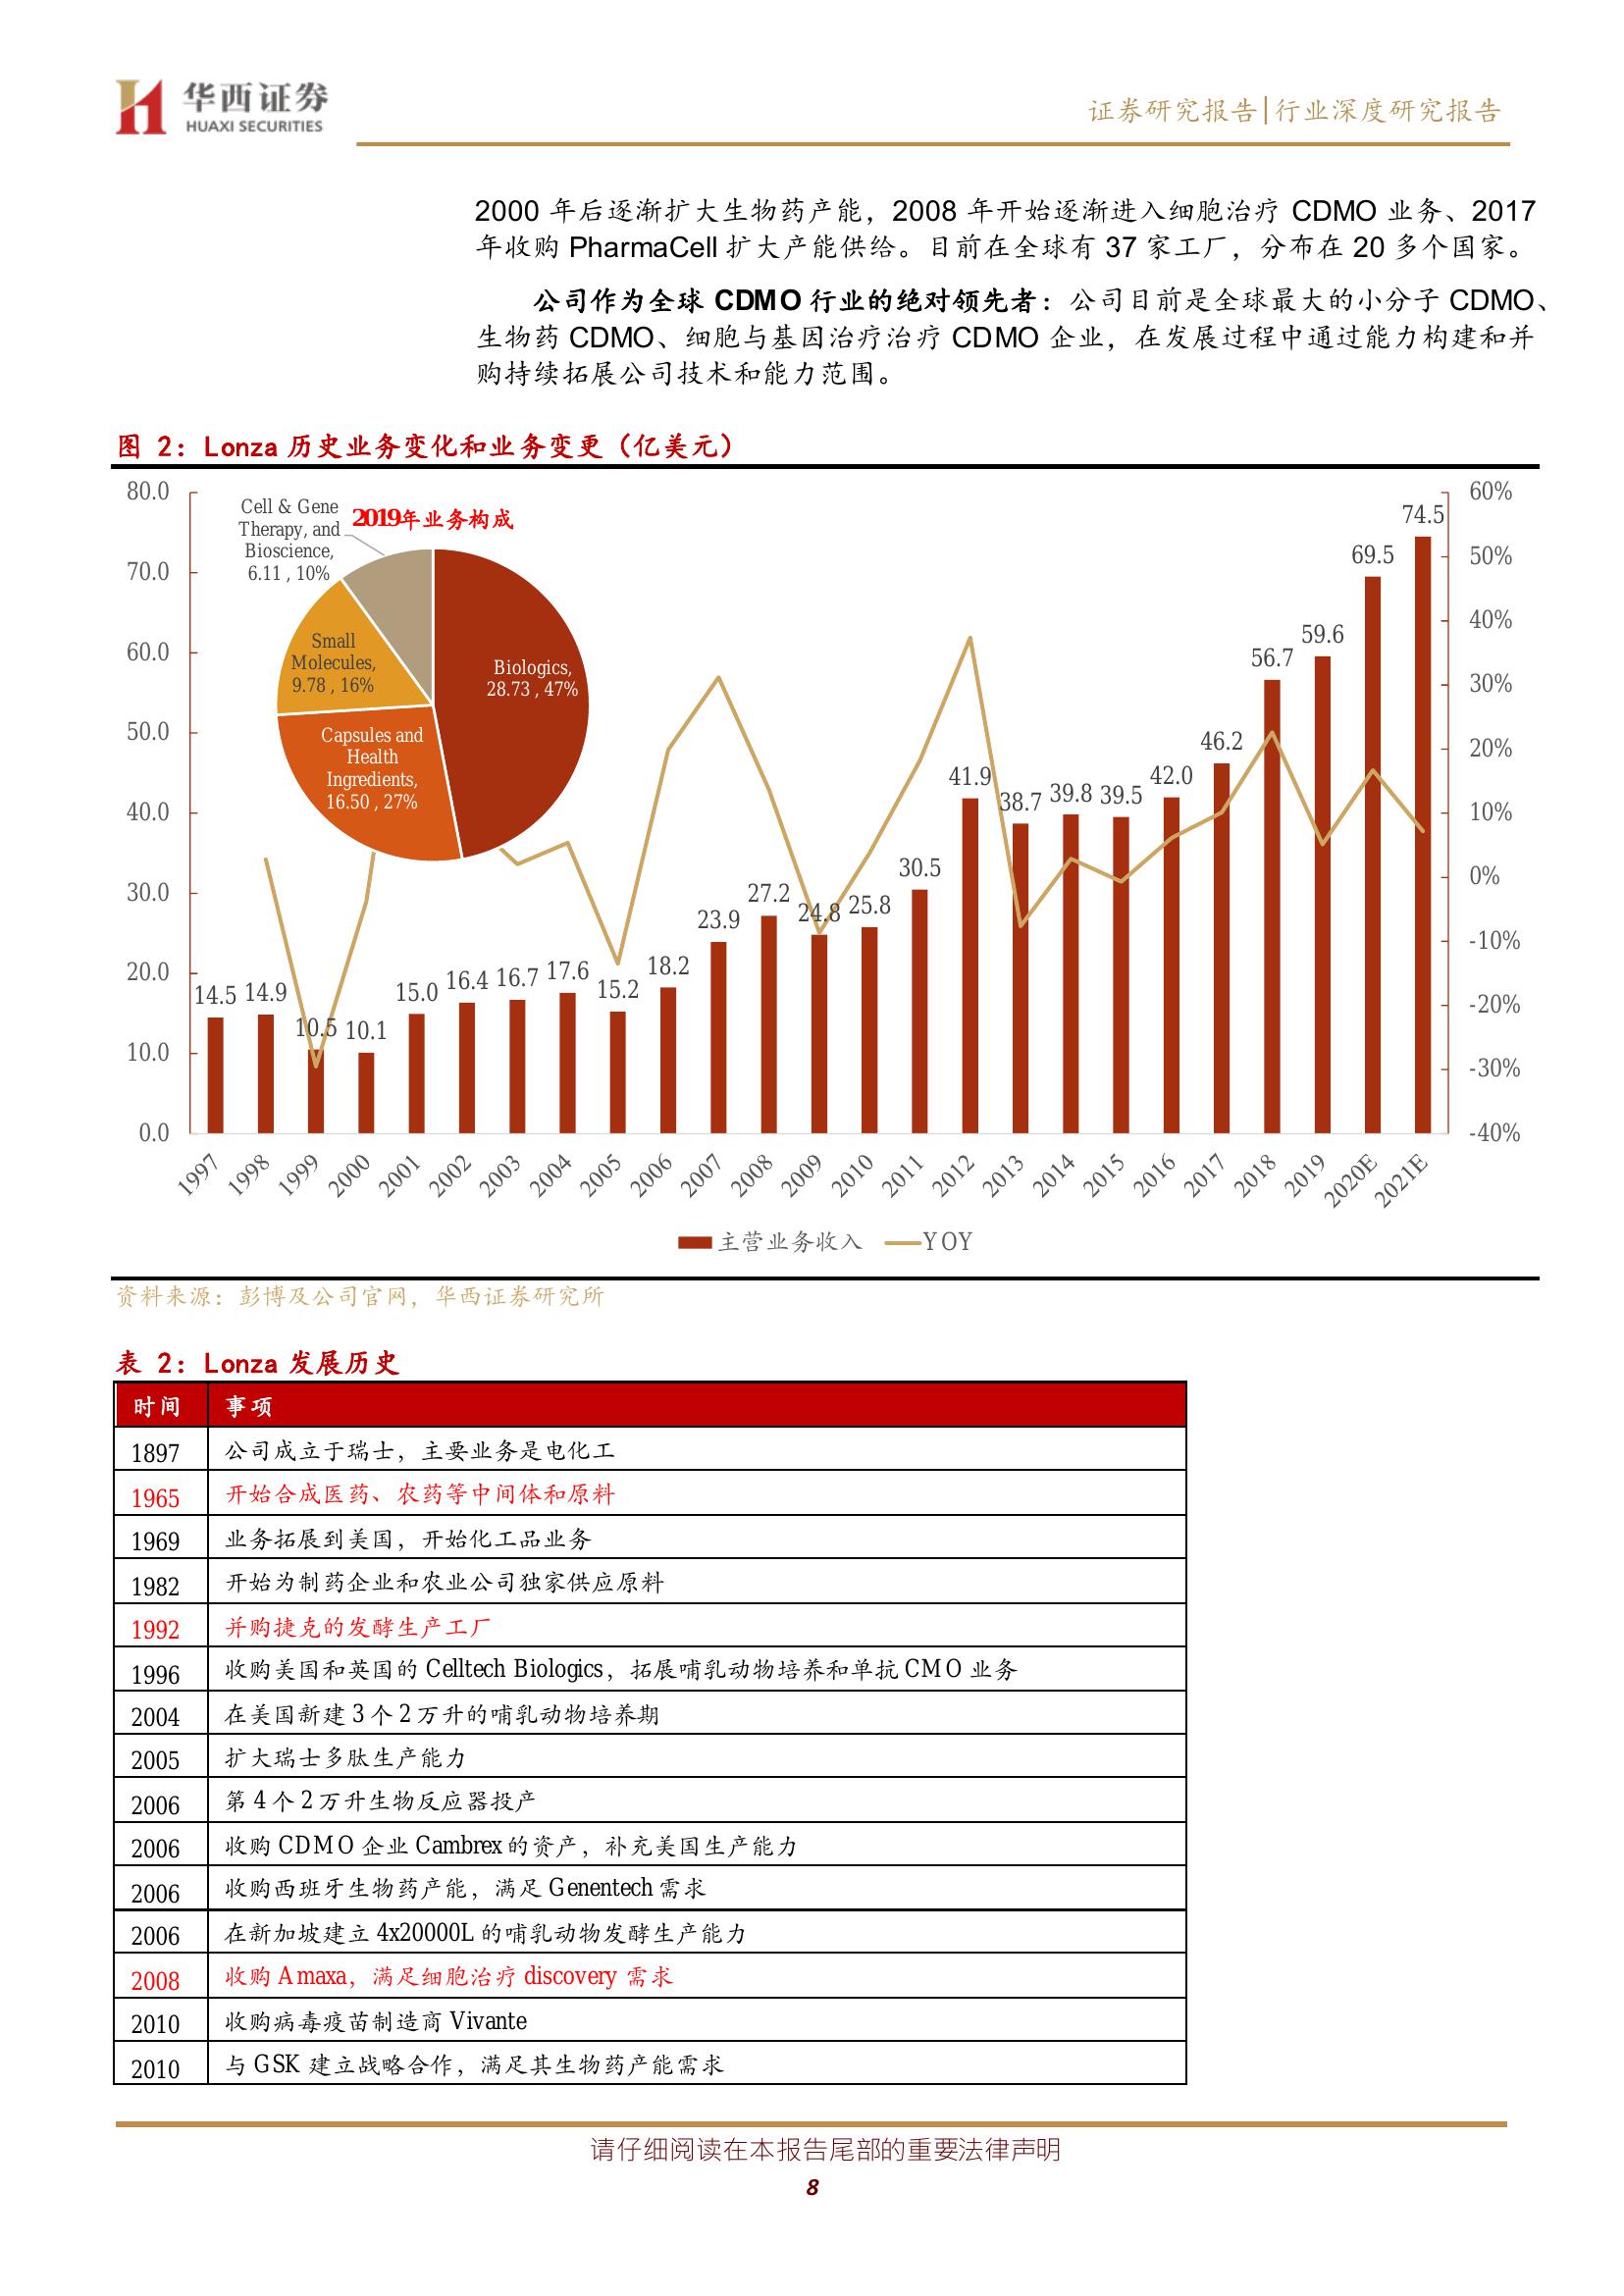 华西证券
HUAXI SECURITIES
证券研究报告|行业深度研究报告
2000 年后逐渐扩大生物药产能，2008 年开始逐渐进入细胞治疗 CDMO 业务、2017
年收购 PharmaCell 扩大产能供给。目前在全球有 37 家工厂，分布在 20 多个国家。
公司作为全球 CDMO 行业的绝对领先者：公司目前是全球最大的小分子 CDMO、
生物药 CDMO、细胞与基因治疗治疗 CDMO 企业，在发展过程中通过能力构建和并
购持续拓展公司技术和能力范围。
图 2：Lonza 历史业务变化和业务变更（亿美元）
80.0
70.0
60.0
50.0
40.0
30.0
20.0
10.0
0.0
2019年业务构成
Cell & Gene
Therapy, and
Bioscience,
6.11 , 10%
Small
Molecules,
9.78 , 16%
Biologics,
28.73 , 47%
Capsules and
Health
Ingredients,
16.50 , 27%
14.5 14.9 10.5 10.1 15.0 16.4 16.7 17.6 15.2 18.2 23.9 27.2 24.8 25.8 30.5 41.9 38.7 39.8 39.5 42.0 46.2 56.7 59.6 69.5 74.5
60%
50%
40%
30%
20%
10%
0%
-10%
-20%
-30%
-40%
1997 1998 1999 2000 2001 2002 2003 2004 2005 2006 2007 2008 2009 2010 2011 2012 2013 2014 2015 2016 2017 2018 2019 2020E 2021E
主营业务收入 YOY
资料来源：彭博及公司官网，华西证券研究所
表 2：Lonza 发展历史
时间 事项
1897 公司成立于瑞士，主要业务是电化工
1965 开始合成医药、农药等中间体和原料
1969 业务拓展到美国，开始化工品业务
1982 开始为制药企业和农业公司独家供应原料
1992 并购捷克的发酵生产工厂
1996 收购美国和英国的 Celltech Biologics，拓展哺乳动物培养和单抗 CMO 业务
2004 在美国新建 3 个 2 万升的哺乳动物培养期
2005 扩大瑞士多肽生产能力
2006 第 4 个 2 万升生物反应器投产
2006 收购 CDMO 企业 Cambrex 的资产，补充美国生产能力
2006 收购西班牙生物药产能，满足 Genentech 需求
2006 在新加坡建立 4x20000L 的哺乳动物发酵生产能力
2008 收购 Amaxa，满足细胞治疗 discovery 需求
2010 收购病毒疫苗制造商 Vivante
2010 与 GSK 建立战略合作，满足其生物药产能需求
请仔细阅读在本报告尾部的重要法律声明
8